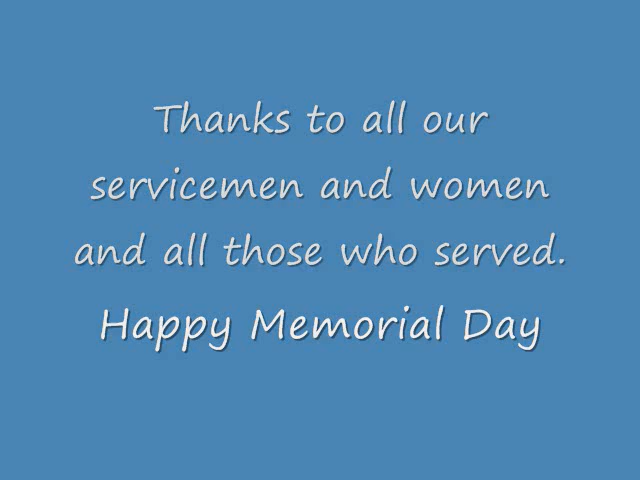 Thanks to all our
servicemen and women
and all those who served.
Happy Memorial Day